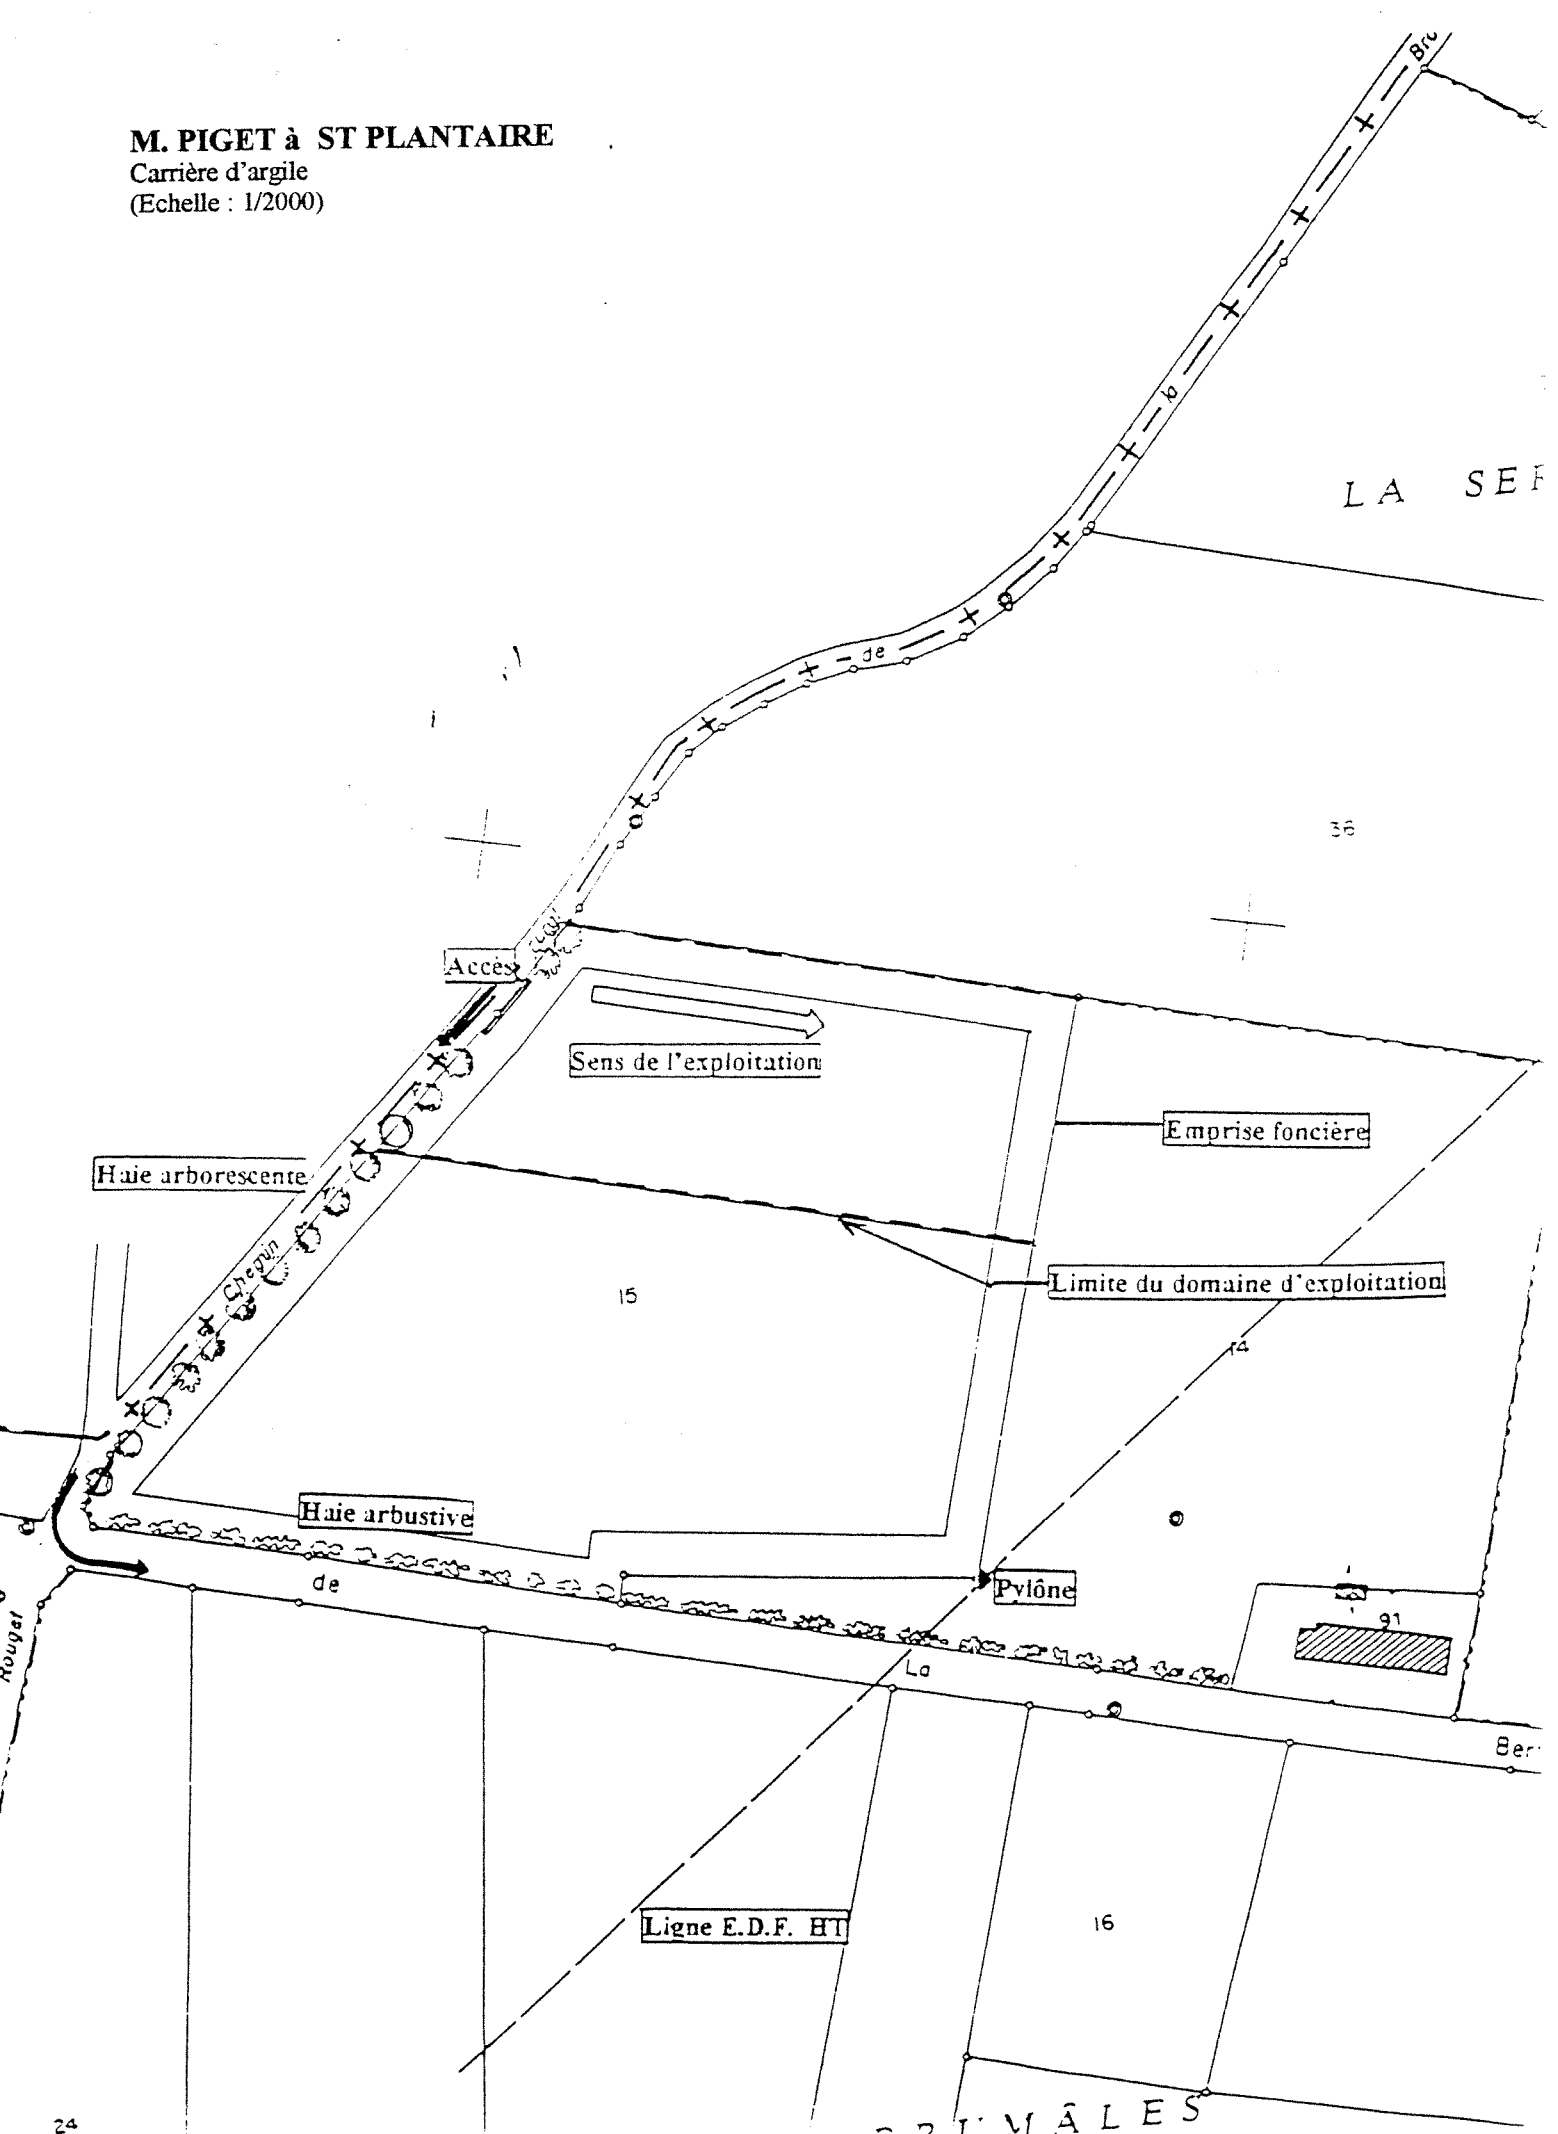 M. PIGET à ST PLANTAIRE
Carrière d'argile
(Echelle : 1/2000)
la
LA
de
36
Accès
Sens de l'exploitation
Emprise foncière
Haie arborescente
Limite du domaine d'exploitation
15
14
Haie arbustive
de
Pylône
91
Rouget
La
Ligne E.D.F. HT
16
24